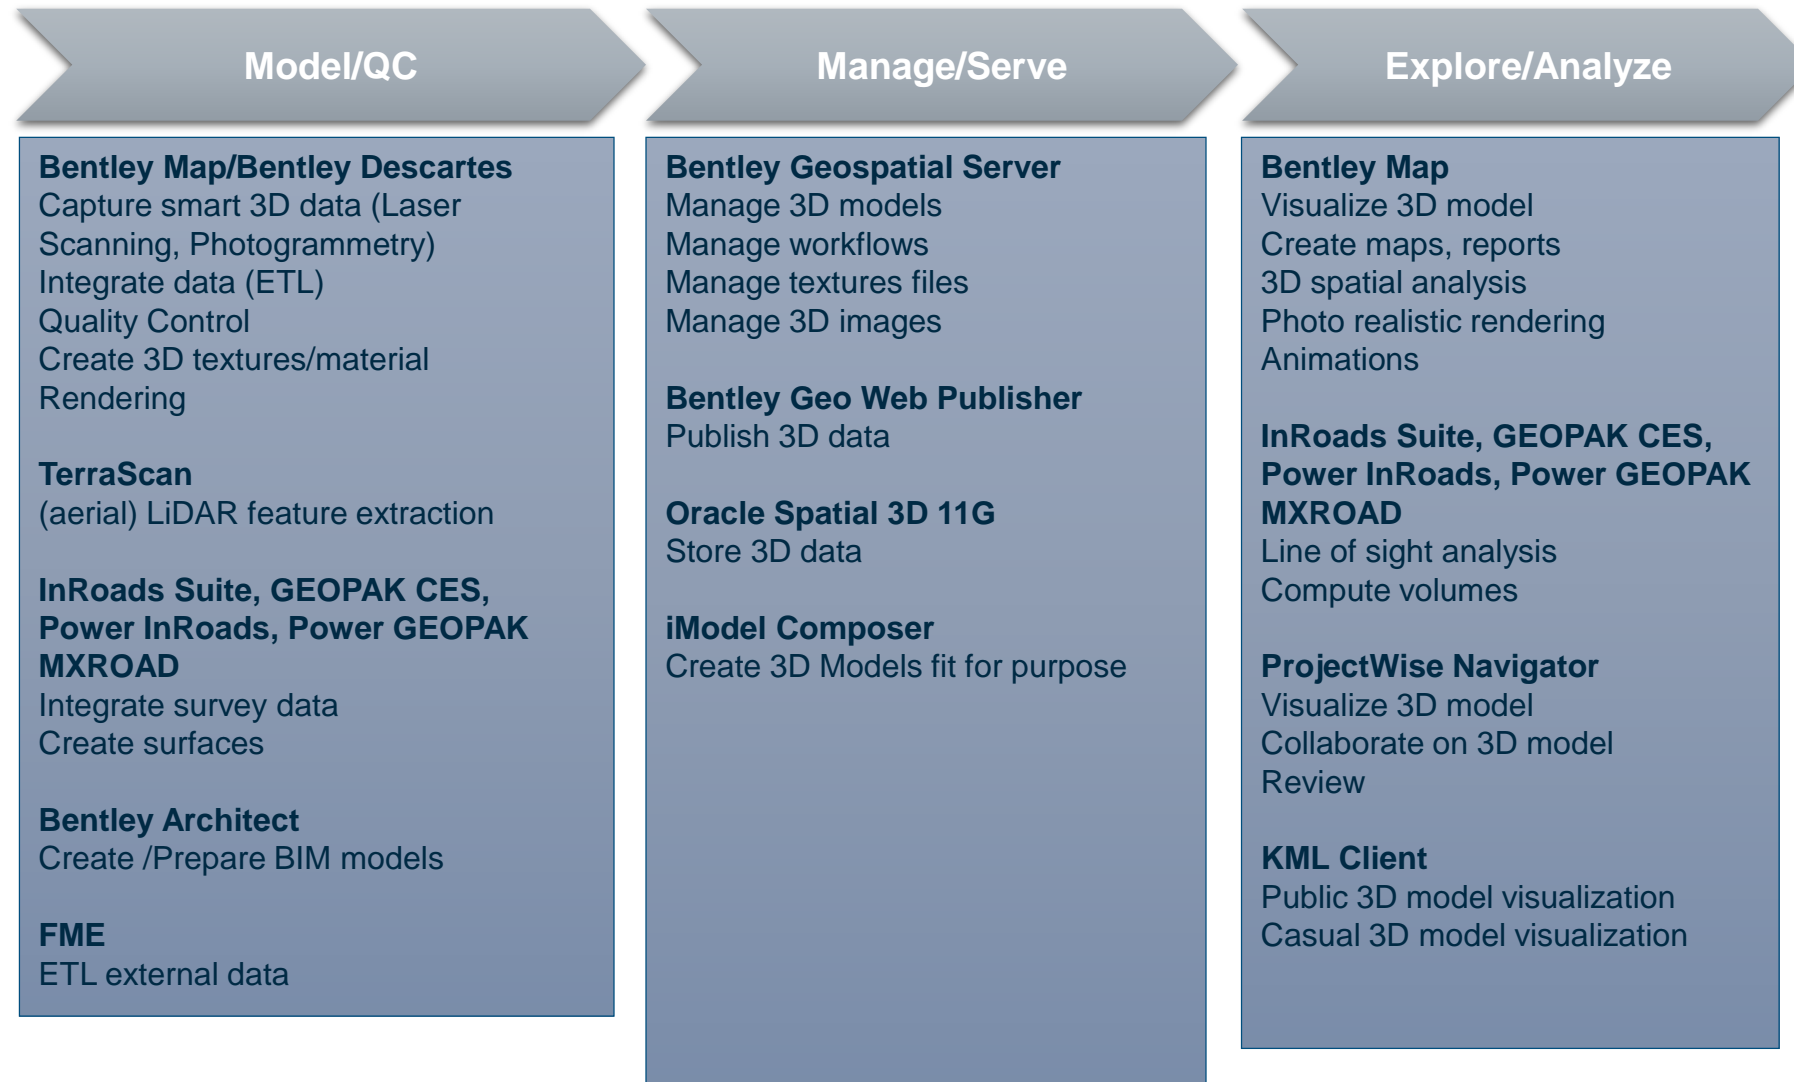 Model/QC
Manage/Serve
Explore/Analyze
Bentley Map/Bentley Descartes
Capture smart 3D data (Laser
Scanning, Photogrammetry)
Integrate data (ETL)
Quality Control
Create 3D textures/material
Rendering
TerraScan
(aerial) LiDAR feature extraction
InRoads Suite, GEOPAK CES,
Power InRoads, Power GEOPAK
MXROAD
Integrate survey data
Create surfaces
Bentley Architect
Create /Prepare BIM models
FME
ETL external data
Bentley Geospatial Server
Manage 3D models
Manage workflows
Manage textures files
Manage 3D images
Bentley Geo Web Publisher
Publish 3D data
Oracle Spatial 3D 11G
Store 3D data
iModel Composer
Create 3D Models fit for purpose
Bentley Map
Visualize 3D model
Create maps, reports
3D spatial analysis
Photo realistic rendering
Animations
InRoads Suite, GEOPAK CES,
Power InRoads, Power GEOPAK
MXROAD
Line of sight analysis
Compute volumes
ProjectWise Navigator
Visualize 3D model
Collaborate on 3D model
Review
KML Client
Public 3D model visualization
Casual 3D model visualization